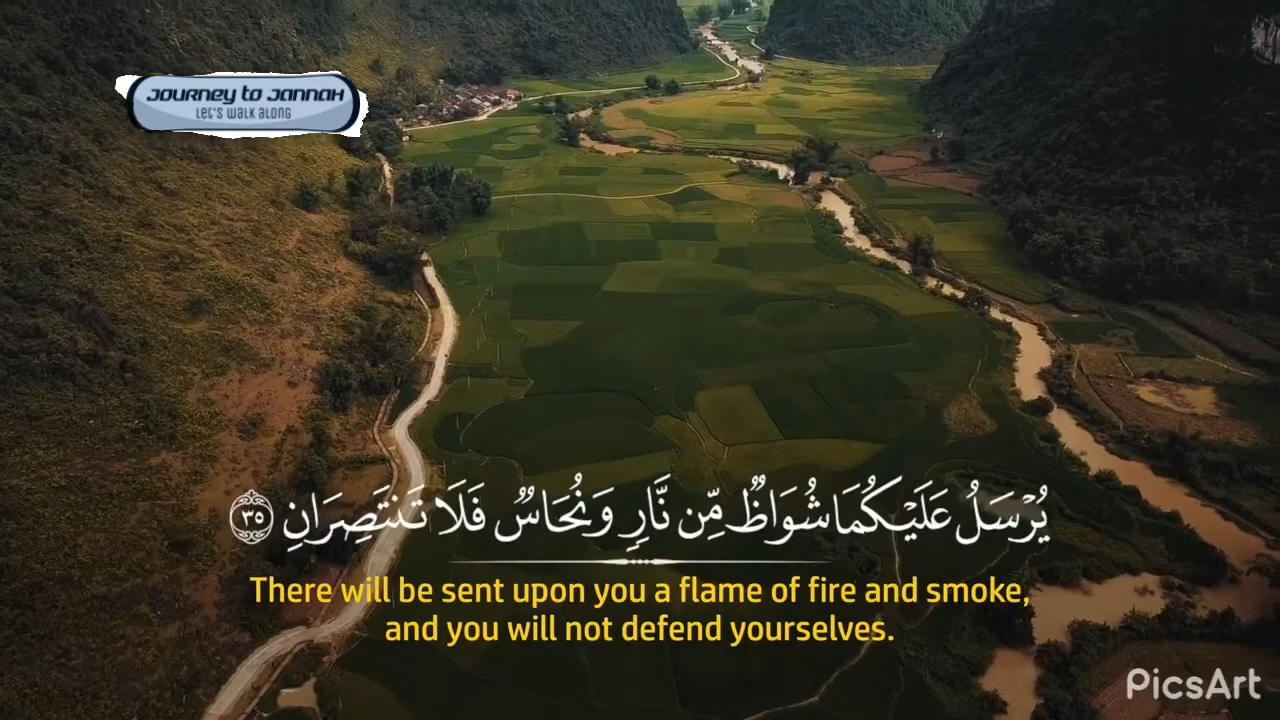 JOURNEY to JANNAH
LET'S WALK ALONG
يُرْسَلُ عَلَيْكُمَا شُوَاظٌ مِّن نَّارٍ وَنُحَاسٌ فَلَا تَنتَصِرَانِ ٣٥
There will be sent upon you a flame of fire and smoke,
and you will not defend yourselves.
PicsArt